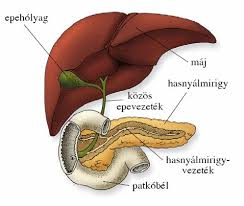 epehólyag
máj
közös
epevezeték
hasnyálmirigy
hasnyálmirigy-
vezeték
patkóbél